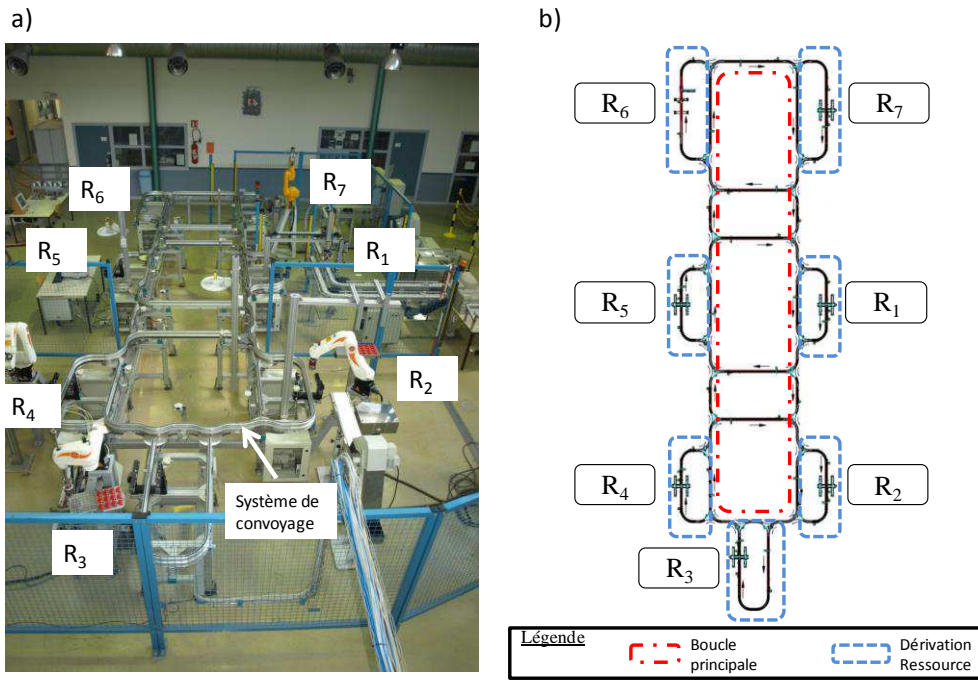 a)
R6
R7
R5
R1
R2
R4
Système de
convoyage
R3
b)
R6
R7
R5
R1
R4
R2
R3
Légende
Boucle
principale
Dérivation
Ressource